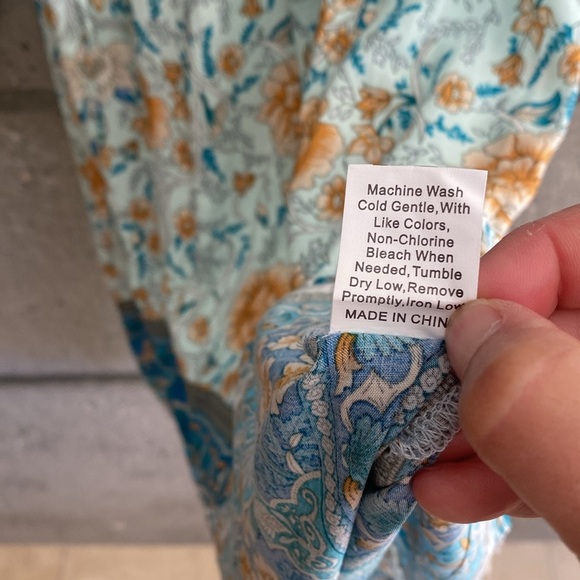 Machine Wash
Cold Gentle,With
Like Colors,
Non-Chlorine
Bleach When
Needed,Tumble
Dry Low,Remove
Promptly.Iron Low
MADE IN CHINA